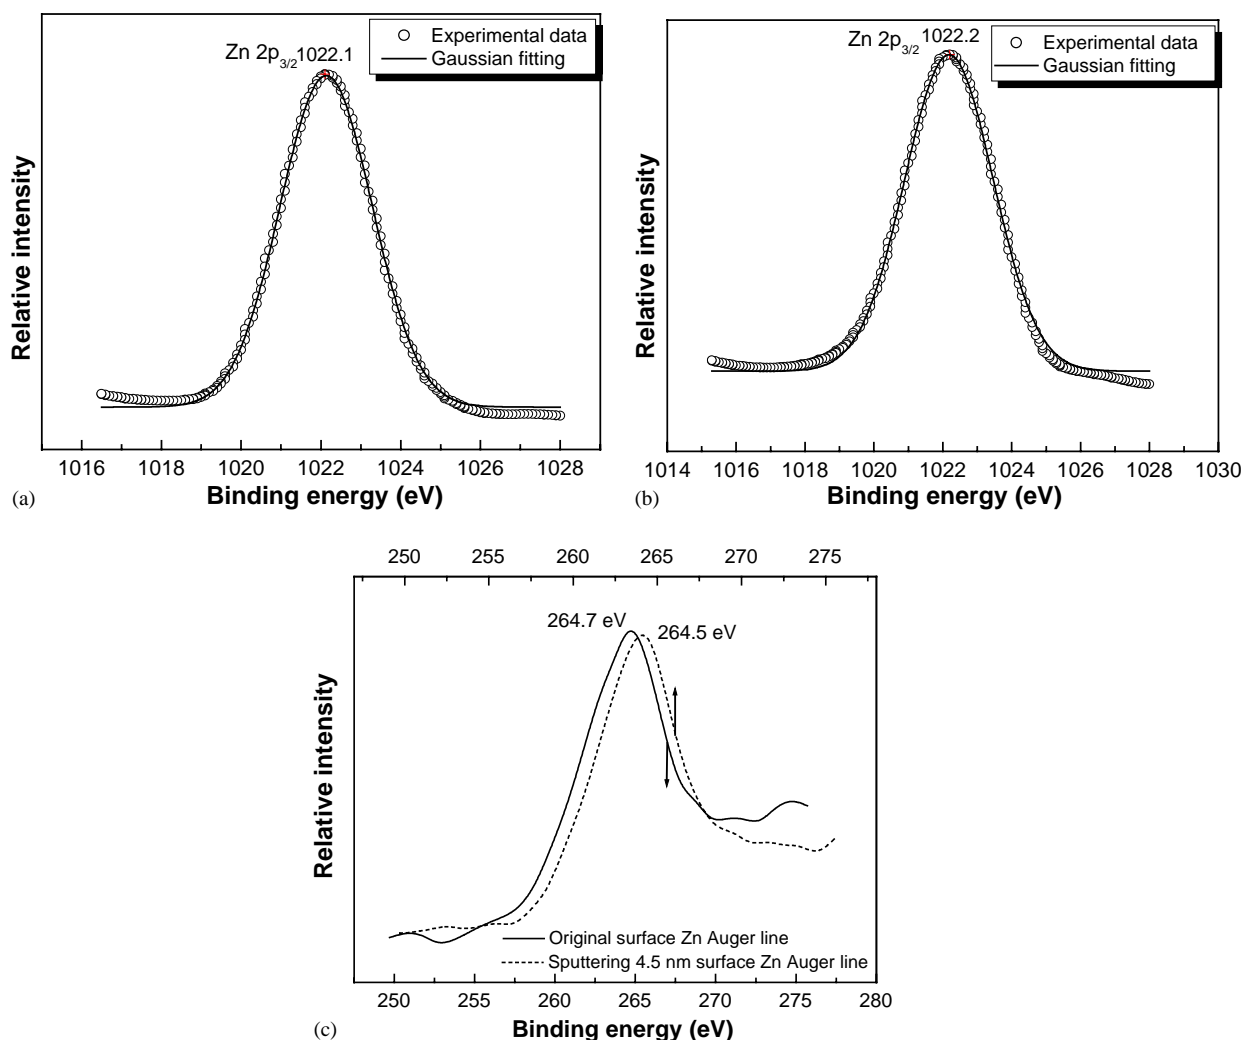 Zn 2p3/2 1022.1
Experimental data
Gaussian fitting
Relative intensity
1016 1018 1020 1022 1024 1026 1028
Binding energy (eV)
(a)
Zn 2p3/2 1022.2
Experimental data
Gaussian fitting
Relative intensity
1014 1016 1018 1020 1022 1024 1026 1028 1030
Binding energy (eV)
(b)
250 255 260 265 270 275
264.7 eV
264.5 eV
Relative intensity
Original surface Zn Auger line
Sputtering 4.5 nm surface Zn Auger line
250 255 260 265 270 275 280
Binding energy (eV)
(c)